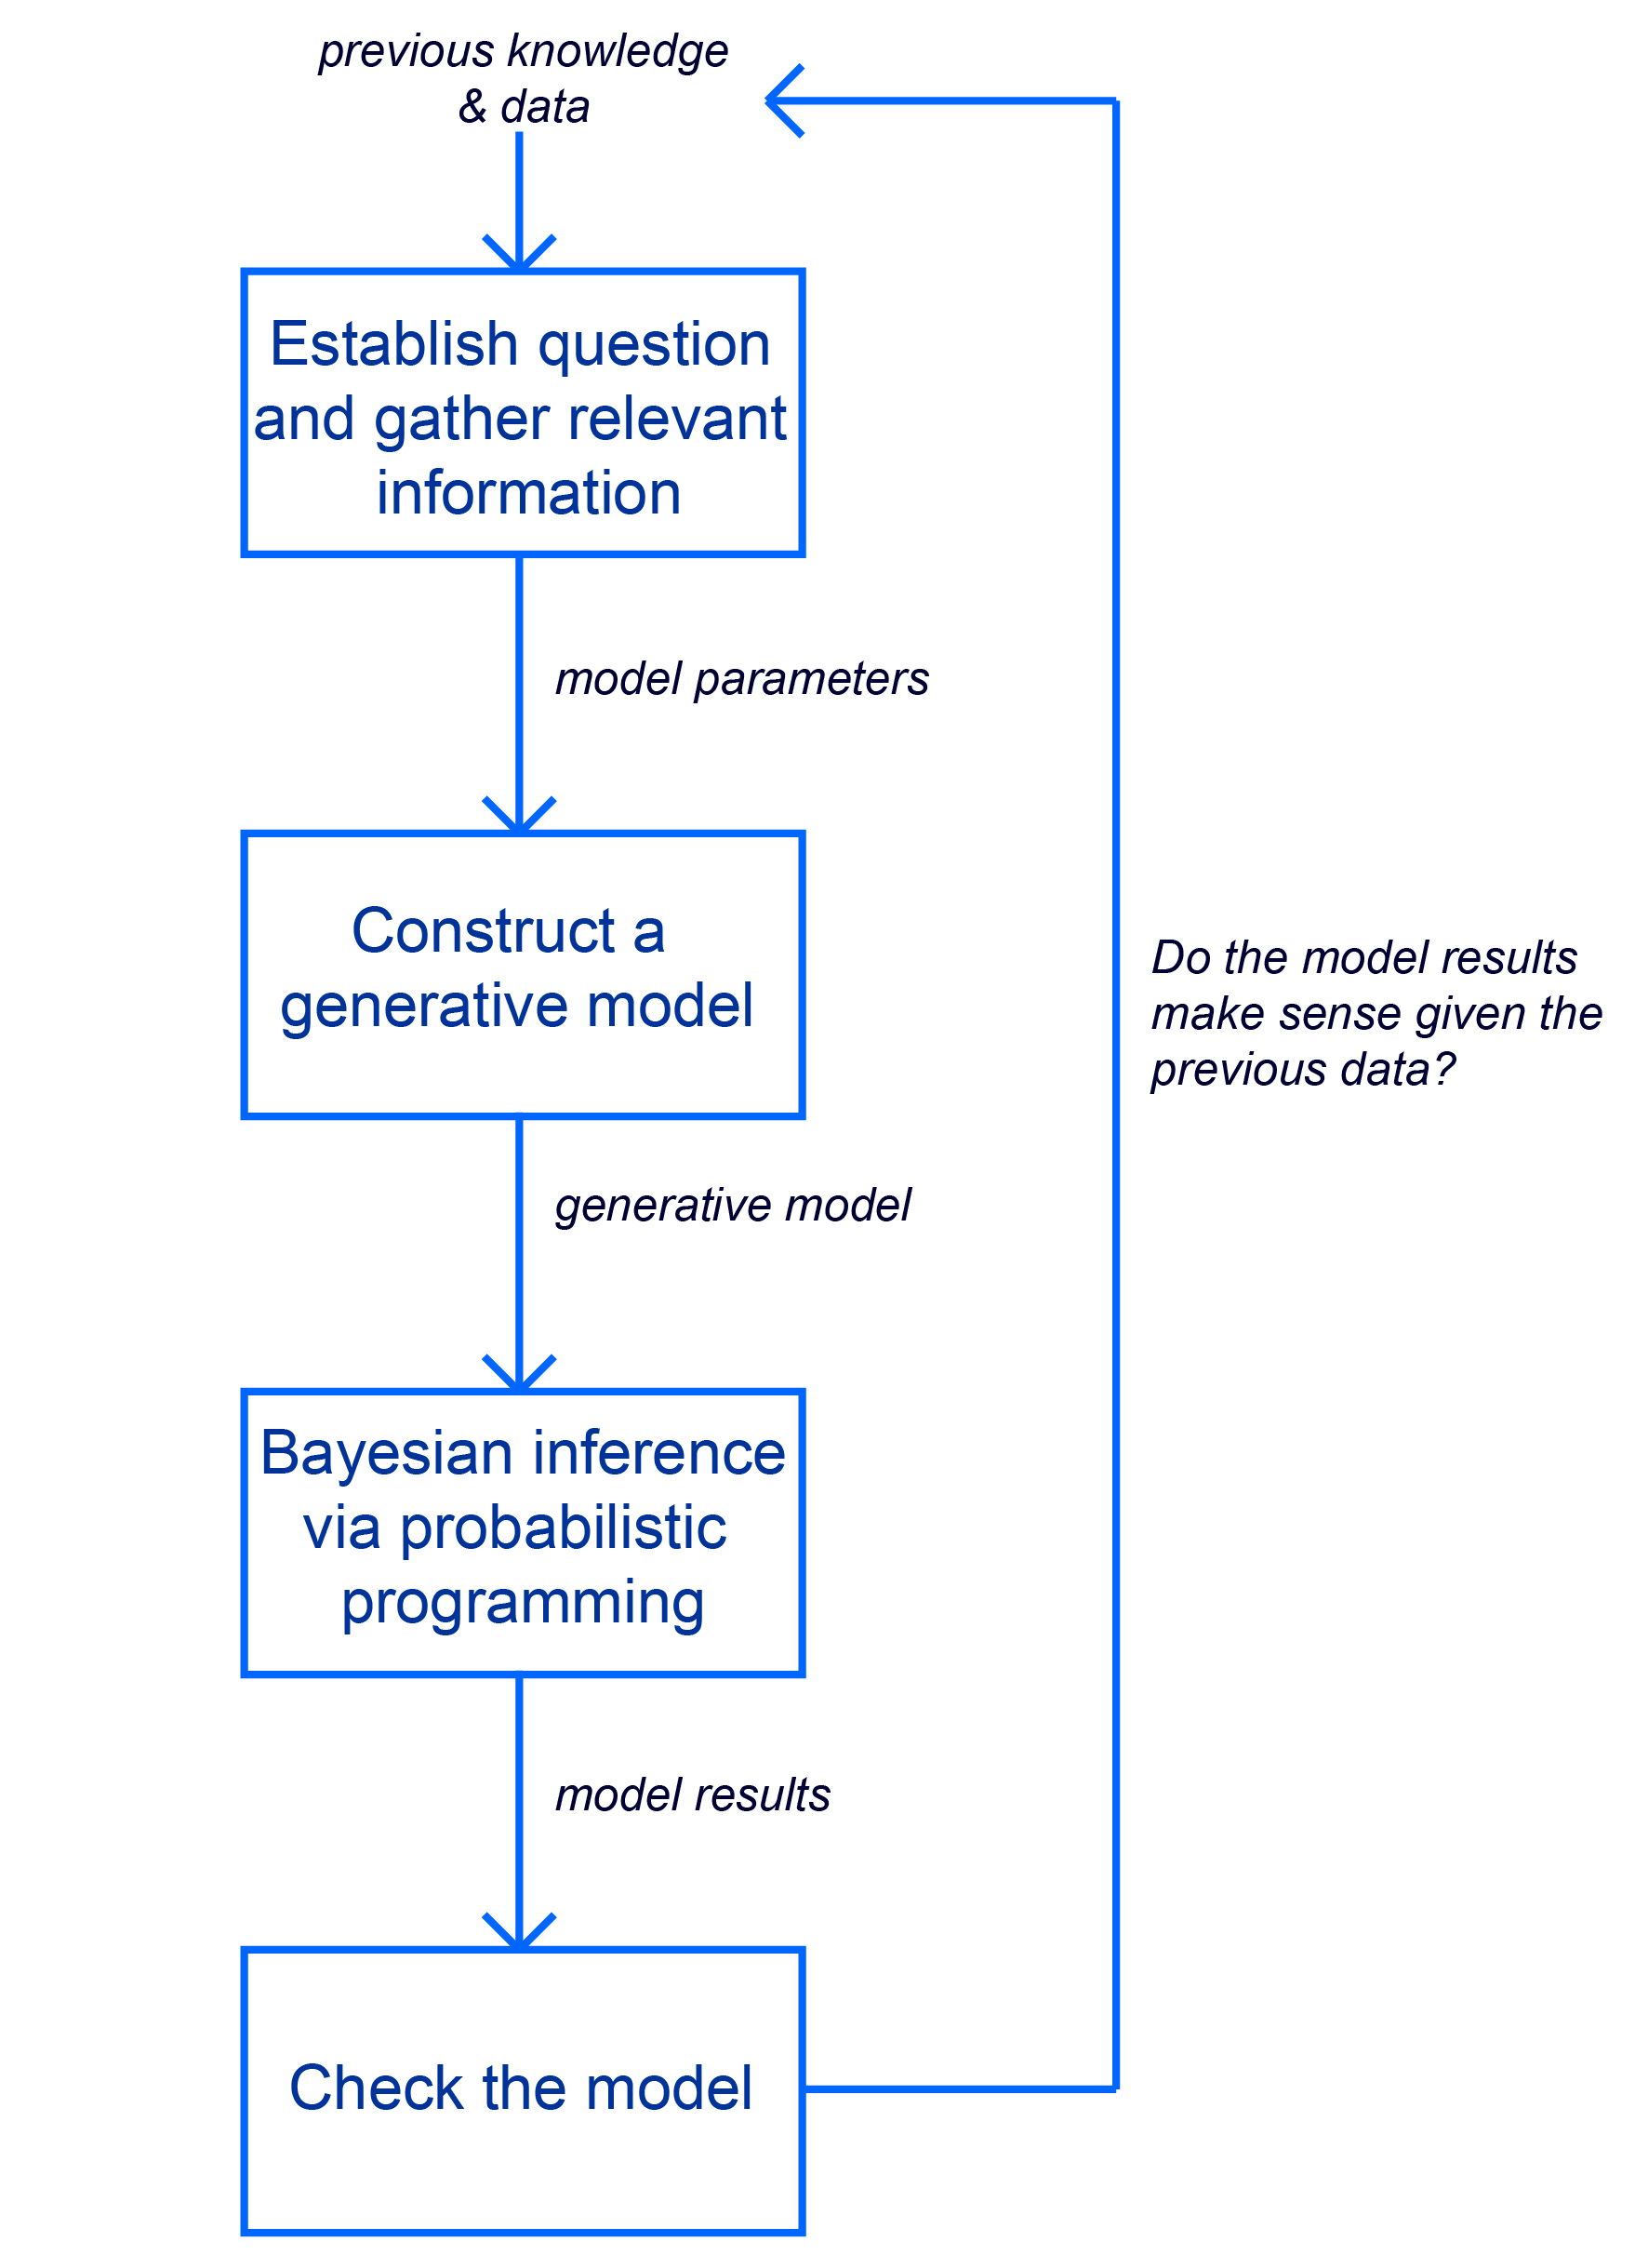 previous knowledge
& data
Establish question
and gather relevant
information
model parameters
Construct a
generative model
generative model
Do the model results
make sense given the
previous data?
Bayesian inference
via probabilistic
programming
model results
Check the model